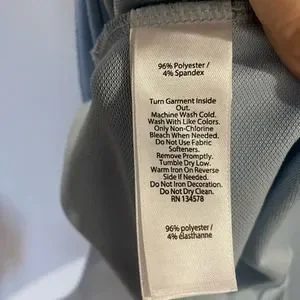 96% Polyester /
4% Spandex
Turn Garment Inside
Out.
Machine Wash Cold.
Wash With Like Colors.
Only Non-Chlorine
Bleach When Needed.
Do Not Use Fabric
Softeners.
Remove Promptly.
Tumble Dry Low.
Warm Iron On Reverse
Side If Needed.
Do Not Iron Decoration.
Do Not Dry Clean.
RN 134578
96% polyester /
4% élasthanne